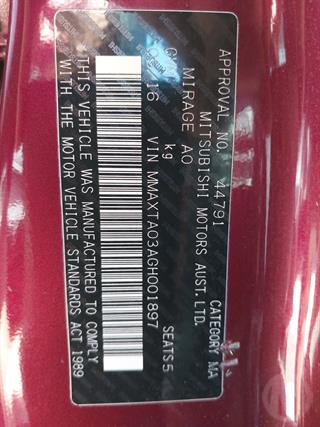 APPROVAL NO. 44791 CATEGORY MA
MITSUBISHI MOTORS AUST.LTD.
MIRAGE AO
kg SEATS 5
16 VIN MMAXTA03AGH001897
THIS VEHICLE WAS MANUFACTURED TO COMPLY
WITH THE MOTOR VEHICLE STANDARDS ACT 1989